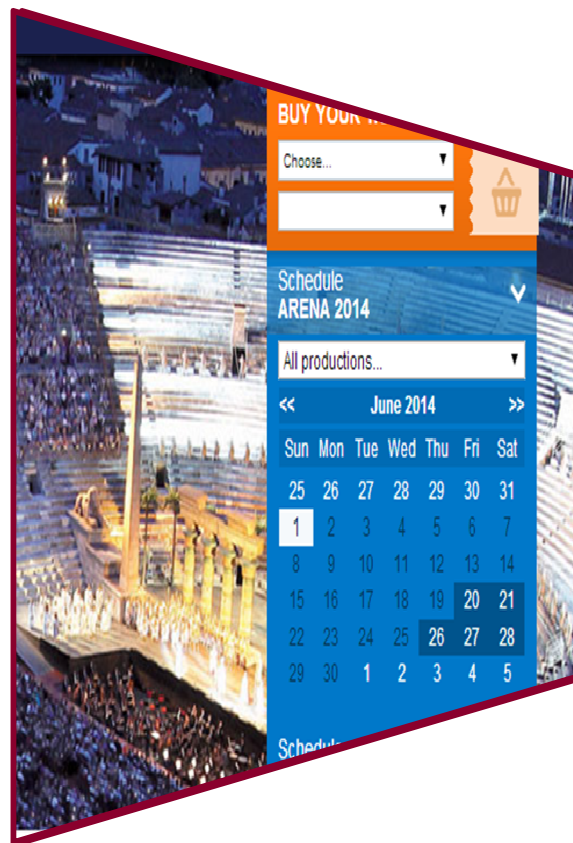 BUY YOUR
Choose...
Schedule
ARENA 2014
All productions...
<< June 2014 >>
Sun Mon Tue Wed Thu Fri Sat
25 26 27 28 29 30 31
1 2 3 4 5 6 7
8 9 10 11 12 13 14
15 16 17 18 19 20 21
22 23 24 25 26 27 28
29 30 1 2 3 4 5
Schedule